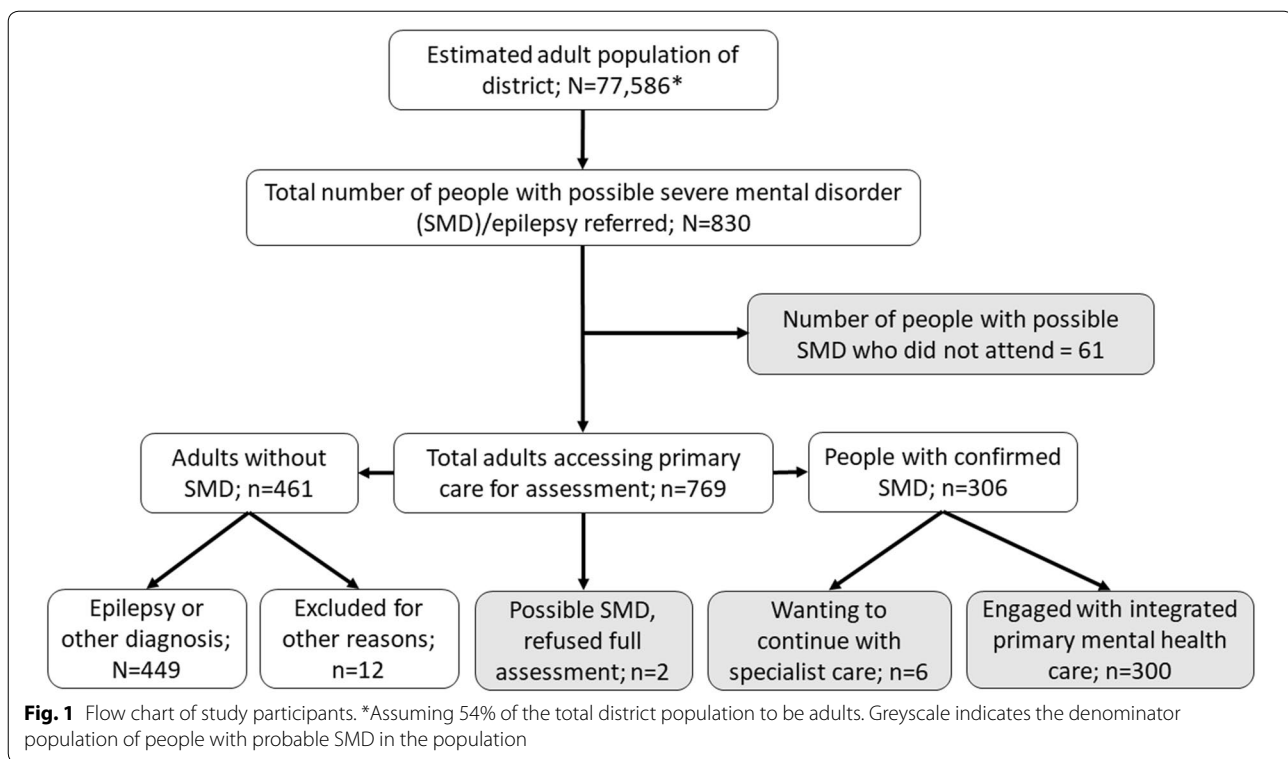 Estimated adult population of
district; N=77,586*
Total number of people with possible severe mental disorder
(SMD)/epilepsy referred; N=830
Number of people with possible
SMD who did not attend = 61
Adults without
SMD; n=461
Total adults accessing primary
care for assessment; n=769
People with confirmed
SMD; n=306
Epilepsy or
other diagnosis;
N=449
Excluded for
other reasons;
n=12
Possible SMD,
refused full
assessment; n=2
Wanting to
continue with
specialist care; n=6
Engaged with integrated
primary mental health
care; n=300
Fig. 1 Flow chart of study participants. *Assuming 54% of the total district population to be adults. Greyscale indicates the denominator
population of people with probable SMD in the population